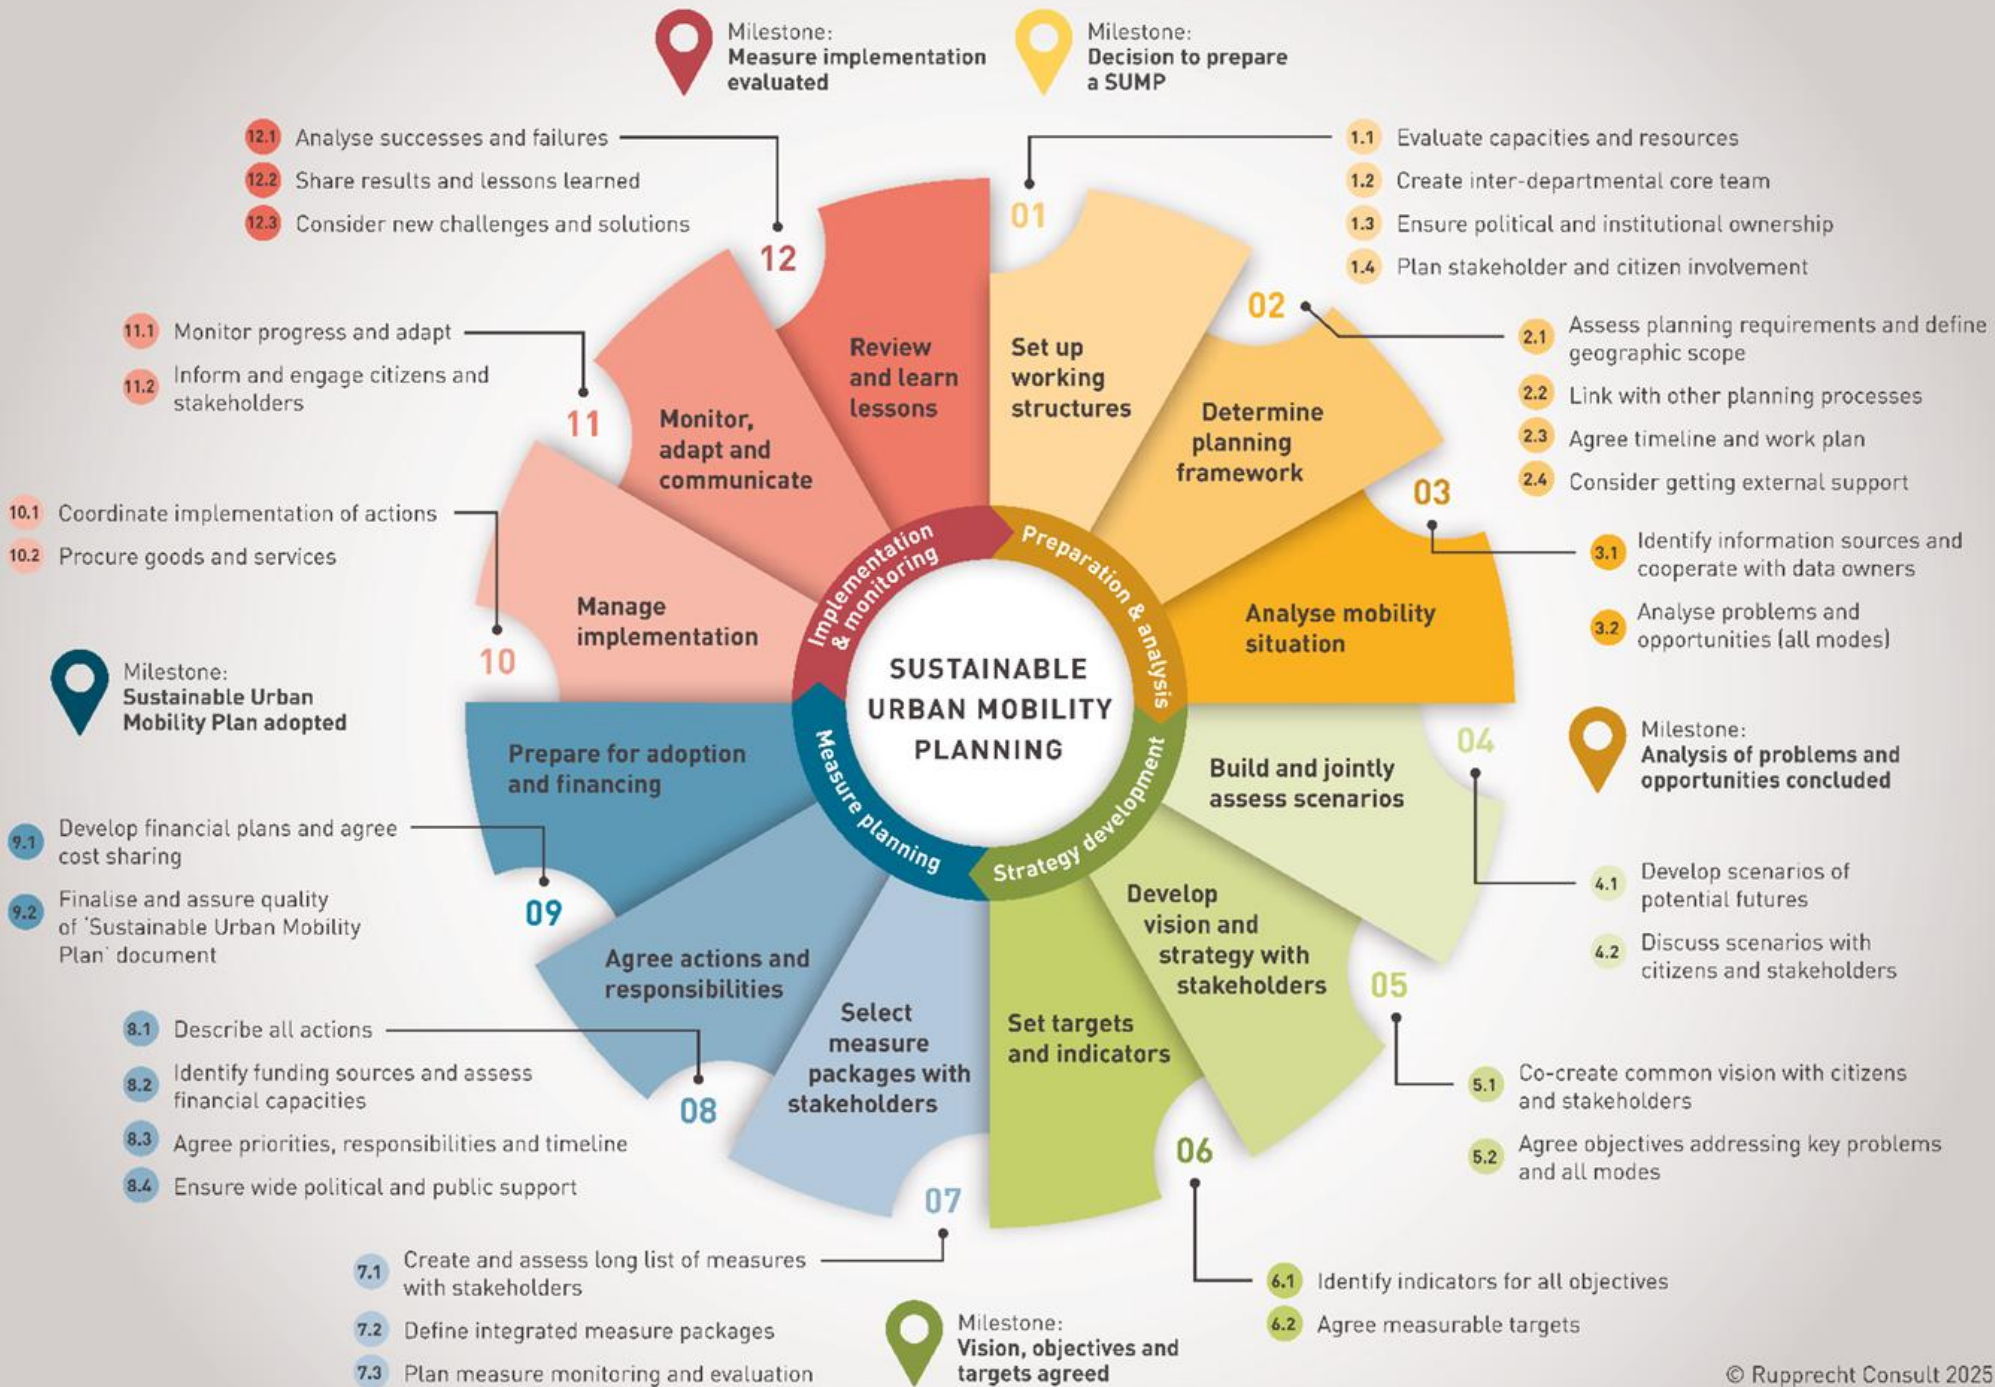 Milestone:
Measure implementation
evaluated
Milestone:
Decision to prepare
a SUMP
12.1 Analyse successes and failures
12.2 Share results and lessons learned
12.3 Consider new challenges and solutions
1.1 Evaluate capacities and resources
1.2 Create inter-departmental core team
1.3 Ensure political and institutional ownership
1.4 Plan stakeholder and citizen involvement
01
12
02
11.1 Monitor progress and adapt
11.2 Inform and engage citizens and
stakeholders
11
2.1 Assess planning requirements and define
geographic scope
2.2 Link with other planning processes
2.3 Agree timeline and work plan
2.4 Consider getting external support
Review
and learn
lessons
Set up
working
structures
Monitor,
adapt and
communicate
Determine
planning
framework
03
10.1 Coordinate implementation of actions
10.2 Procure goods and services
3.1 Identify information sources and
cooperate with data owners
3.2 Analyse problems and
opportunities (all modes)
Manage
implementation
10
Analyse mobility
situation
Implementation
& monitoring
Preparation & analysis
SUSTAINABLE
URBAN MOBILITY
PLANNING
Measure planning
Strategy development
Milestone:
Sustainable Urban
Mobility Plan adopted
Milestone:
Analysis of problems and
opportunities concluded
Prepare for adoption
and financing
04
Build and jointly
assess scenarios
9.1 Develop financial plans and agree
cost sharing
9.2 Finalise and assure quality
of ‘Sustainable Urban Mobility
Plan’ document
09
4.1 Develop scenarios of
potential futures
4.2 Discuss scenarios with
citizens and stakeholders
Agree actions and
responsibilities
Develop
vision and
strategy with
stakeholders
05
8.1 Describe all actions
8.2 Identify funding sources and assess
financial capacities
8.3 Agree priorities, responsibilities and timeline
8.4 Ensure wide political and public support
08
Select
measure
packages with
stakeholders
Set targets
and indicators
5.1 Co-create common vision with citizens
and stakeholders
5.2 Agree objectives addressing key problems
and all modes
06
07
7.1 Create and assess long list of measures
with stakeholders
7.2 Define integrated measure packages
7.3 Plan measure monitoring and evaluation
Milestone:
Vision, objectives and
targets agreed
6.1 Identify indicators for all objectives
6.2 Agree measurable targets
© Rupprecht Consult 2025